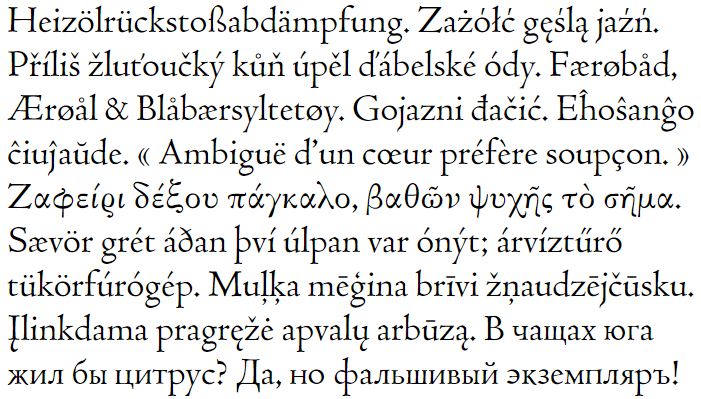 Heizölrückstoßabdämpfung. Zażółć gęślą jaźń.
Příliš žluťoučký kůň úpěl ďábelské ódy. Færøbåd,
Ærøål & Blåbærsyltetøy. Gojazni đačić. Eĥoŝanĝo
ĉiuĵaŭde. « Ambiguë d’un cœur préfère soupçon. »
Ζαφείρι δέξου πάγκαλο, βαθῶν ψυχῆς τὸ σῆμα.
Sævör grét áðan því úlpan var ónýt; árvíztűrő
tükörfúrógép. Muļķa mēģina brīvi žņaudzējčūsku.
Įlinkdama pragręžė apvalų arbūzą. В чащах юга
жил бы цитрус? Да, но фальшивый экземпляръ!